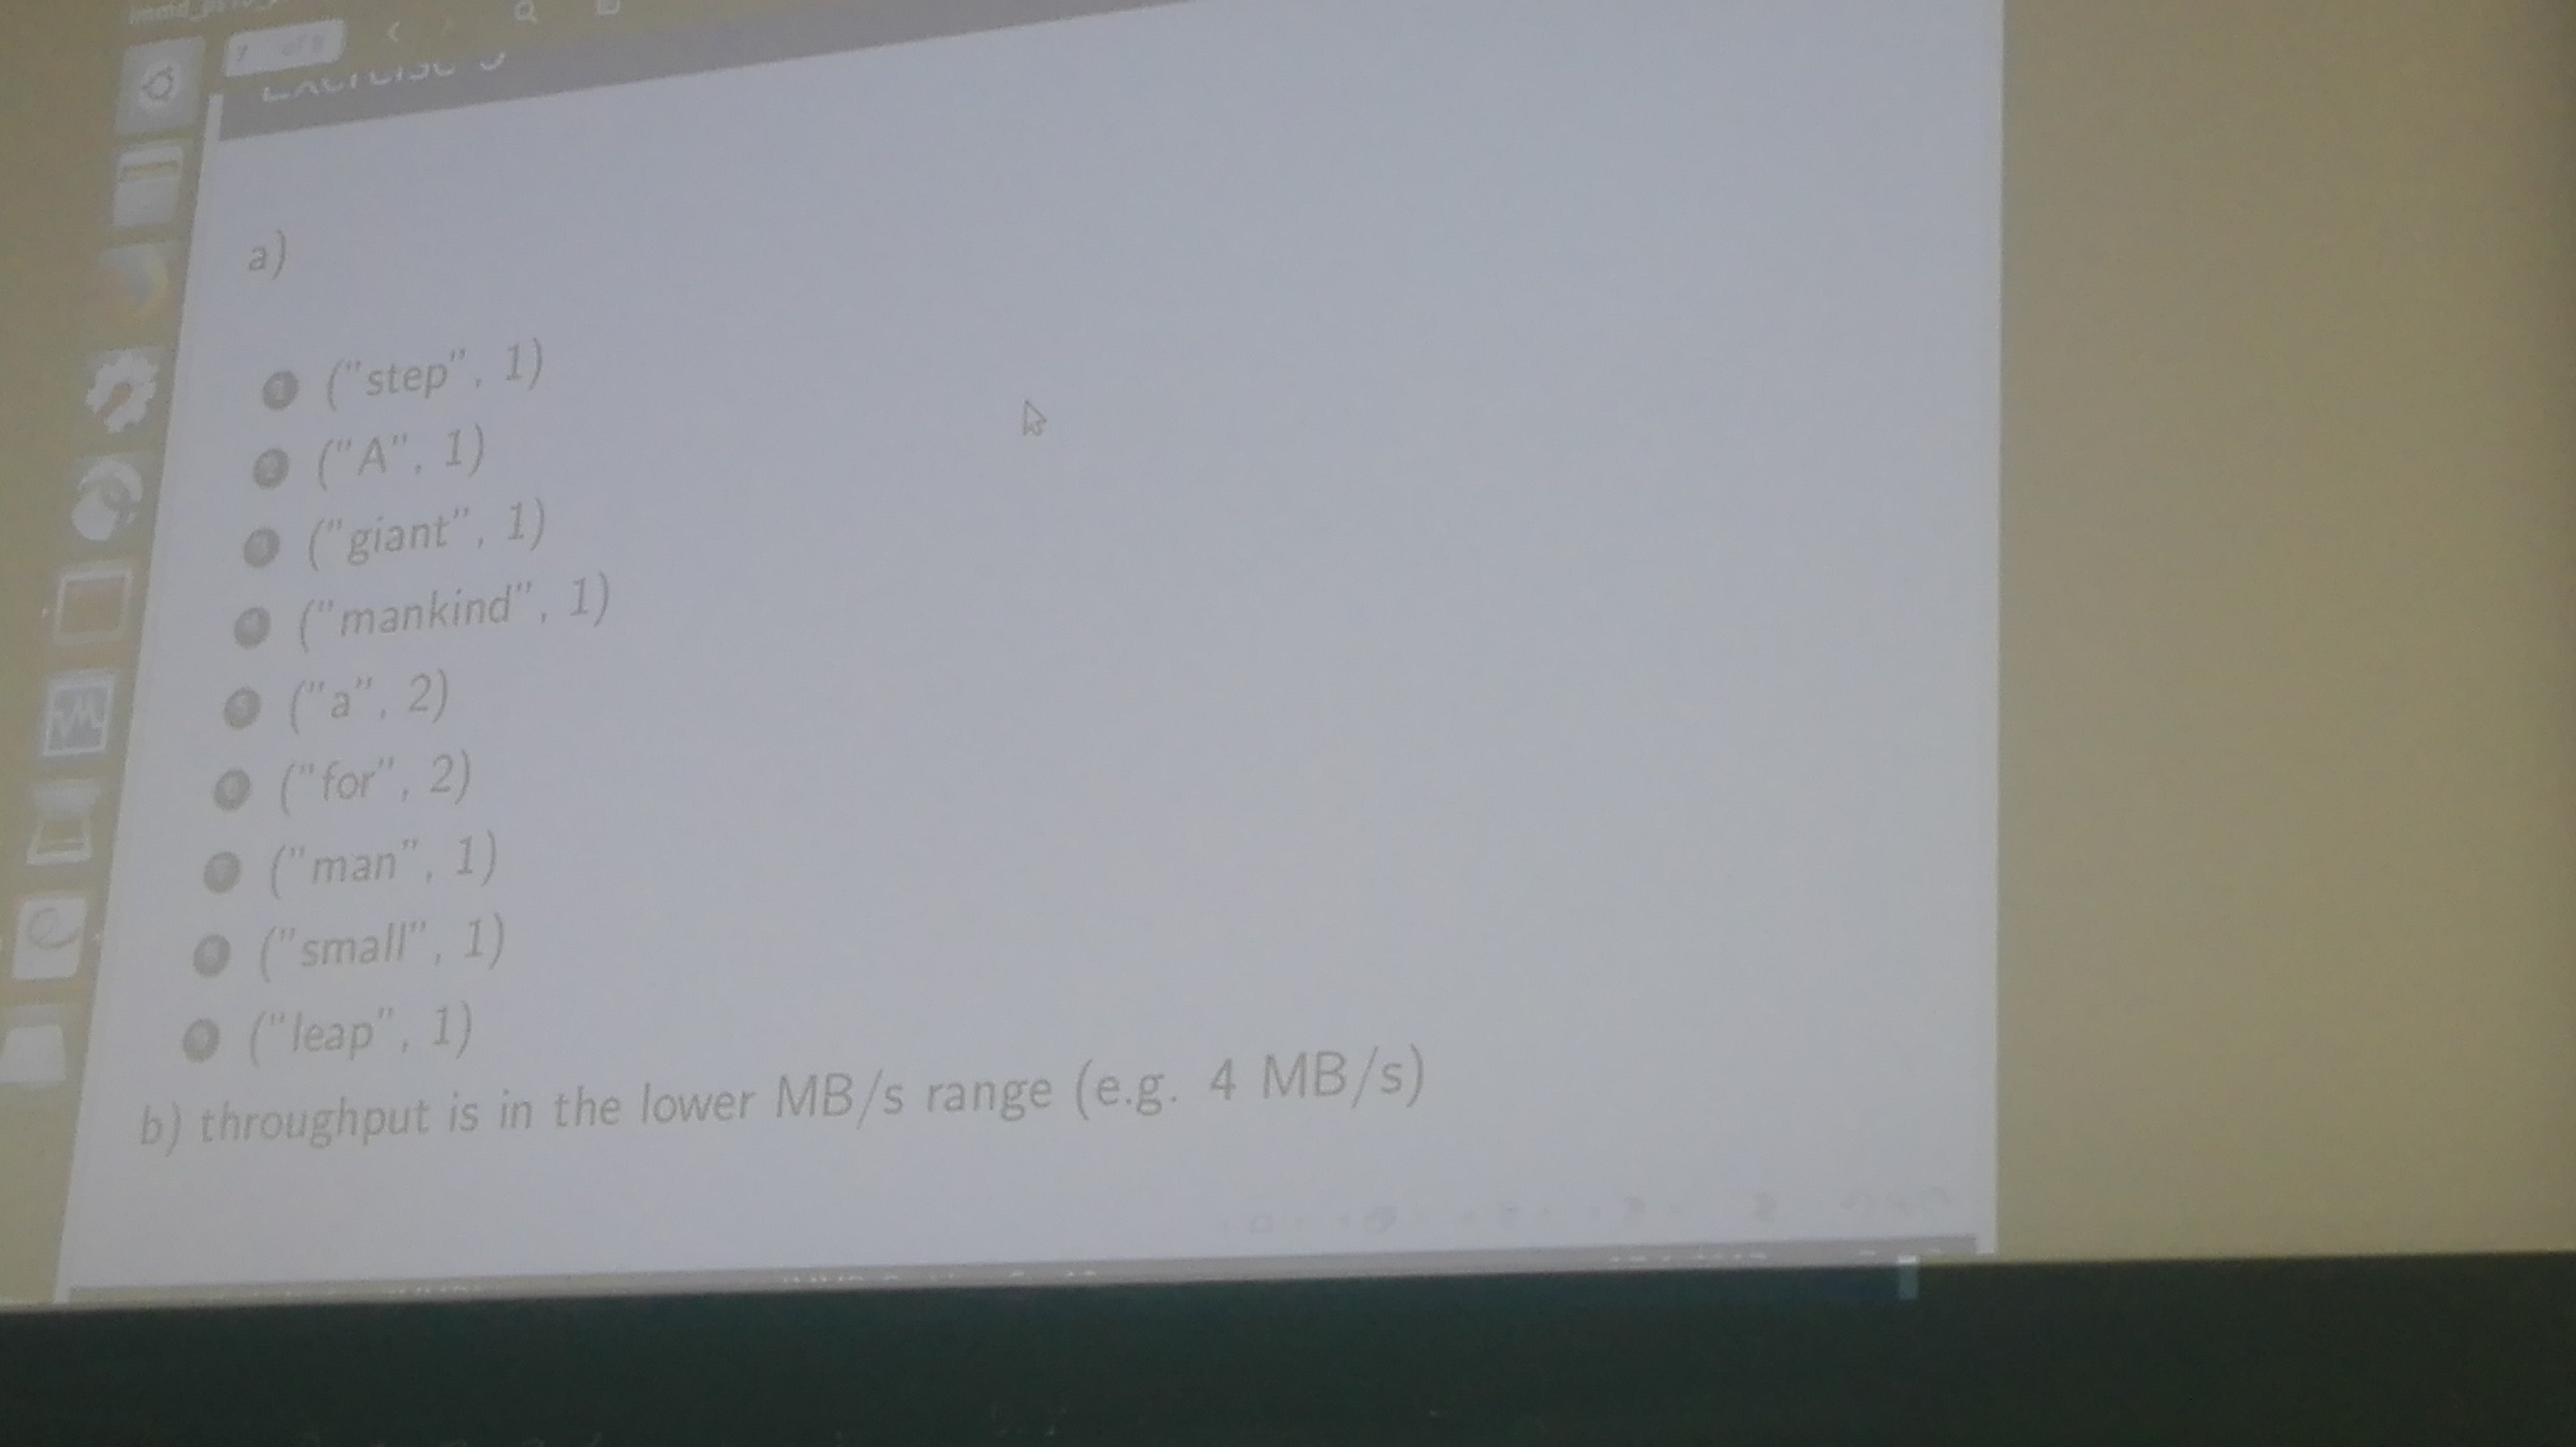 a)
1 ("step", 1)
2 ("A", 1)
3 ("giant", 1)
4 ("mankind", 1)
5 ("a", 2)
6 ("for", 2)
7 ("man", 1)
8 ("small", 1)
9 ("leap", 1)
b) throughput is in the lower MB/s range (e.g. 4 MB/s)